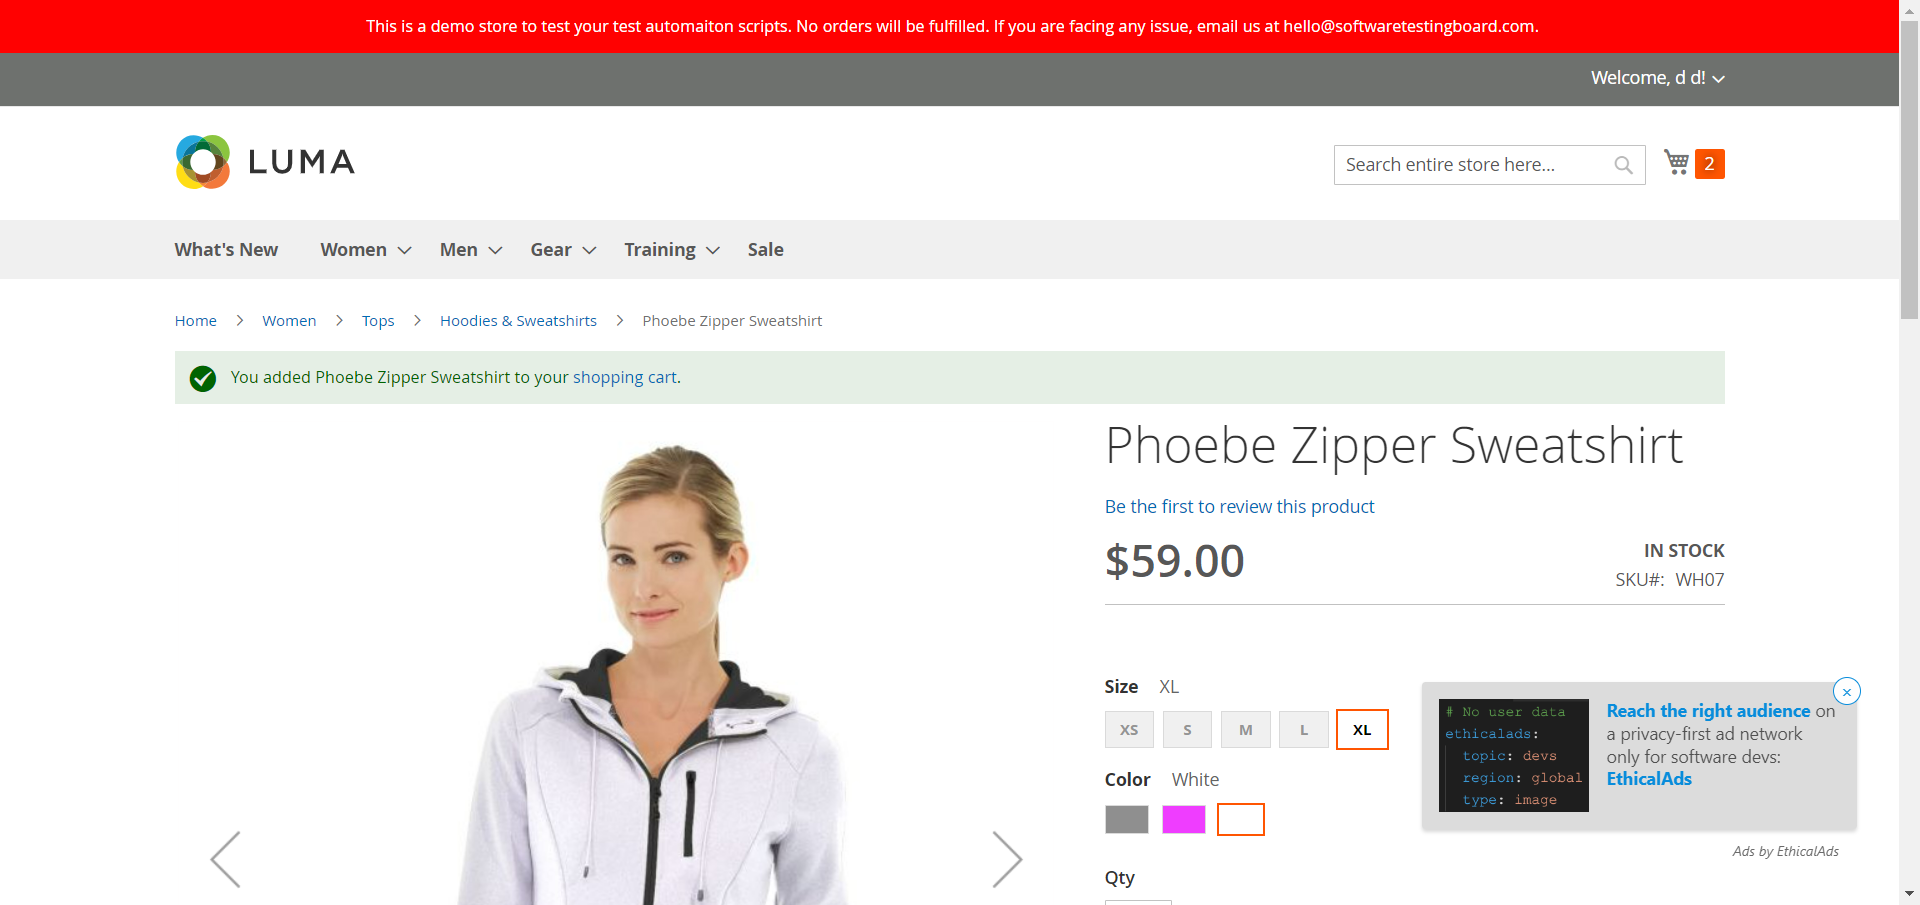 This is a demo store to test your test automaiton scripts. No orders will be fulfilled. If you are facing any issue, email us at hello@softwaretestingboard.com.
Welcome, d d!
LUMA
Search entire store here...
2
What's New Women Men Gear Training Sale
Home Women Tops Hoodies & Sweatshirts Phoebe Zipper Sweatshirt
You added Phoebe Zipper Sweatshirt to your shopping cart.
Phoebe Zipper Sweatshirt
Be the first to review this product
$59.00
IN STOCK
SKU#: WH07
Size XL
XS S M L XL
Color White
Qty
# No user data
ethicalads:
topic: devs
region: global
type: image
Reach the right audience on
a privacy-first ad network
only for software devs:
EthicalAds
Ads by EthicalAds